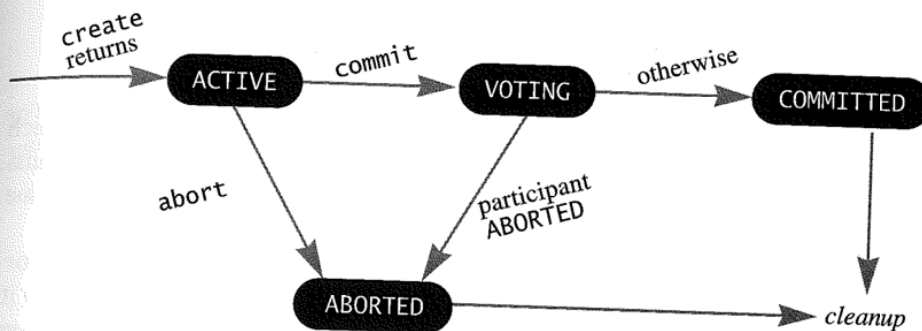 create
returns
ACTIVE
commit
VOTING
otherwise
COMMITTED
abort
participant
ABORTED
ABORTED
cleanup